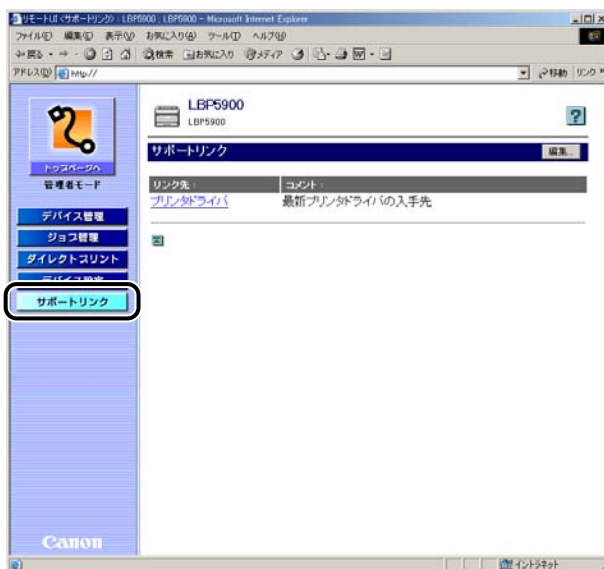 リモートUI <サポートリンク> : LBP5900 ; LBP5900 - Microsoft Internet Explorer
ファイル(F) 編集(E) 表示(V) お気に入り(A) ツール(T) ヘルプ(H)
戻る 検索 お気に入り メディア
アドレス(D) http:// 移動 リンク
LBP5900
LBP5900
トップページへ
管理者モード
サポートリンク 編集...
リンク先 : コメント :
プリンタドライバ 最新プリンタドライバの入手先
デバイス管理
ジョブ管理
ダイレクトプリント
サポートリンク
Canon
イントラネット